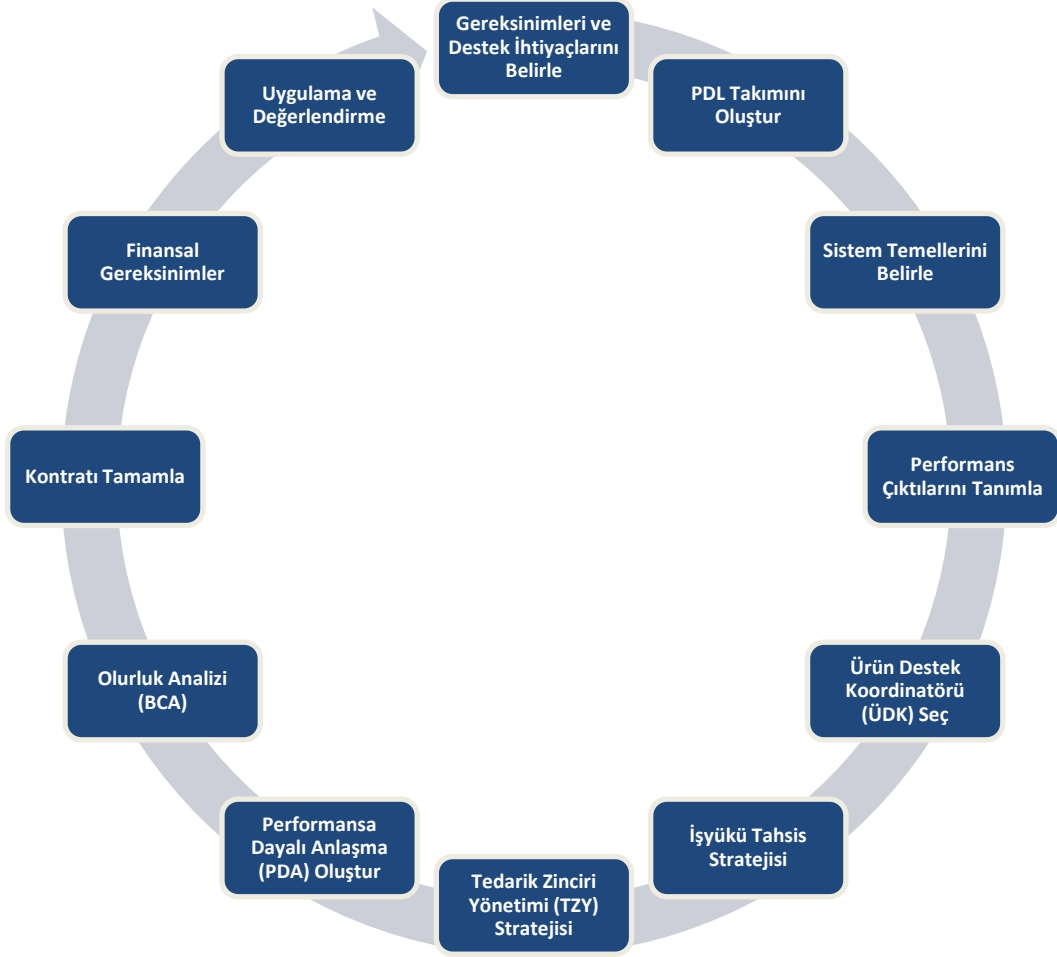 Gereksinimleri ve
Destek İhtiyaçlarını
Belirle
PDL Takımını
Oluştur
Sistem Temellerini
Belirle
Performans
Çıktılarını Tanımla
Ürün Destek
Koordinatörü
(ÜDK) Seç
İşyükü Tahsis
Stratejisi
Tedarik Zinciri
Yönetimi (TZY)
Stratejisi
Performansa
Dayalı Anlaşma
(PDA) Oluştur
Olurluk Analizi
(BCA)
Kontratı Tamamla
Finansal
Gereksinimler
Uygulama ve
Değerlendirme